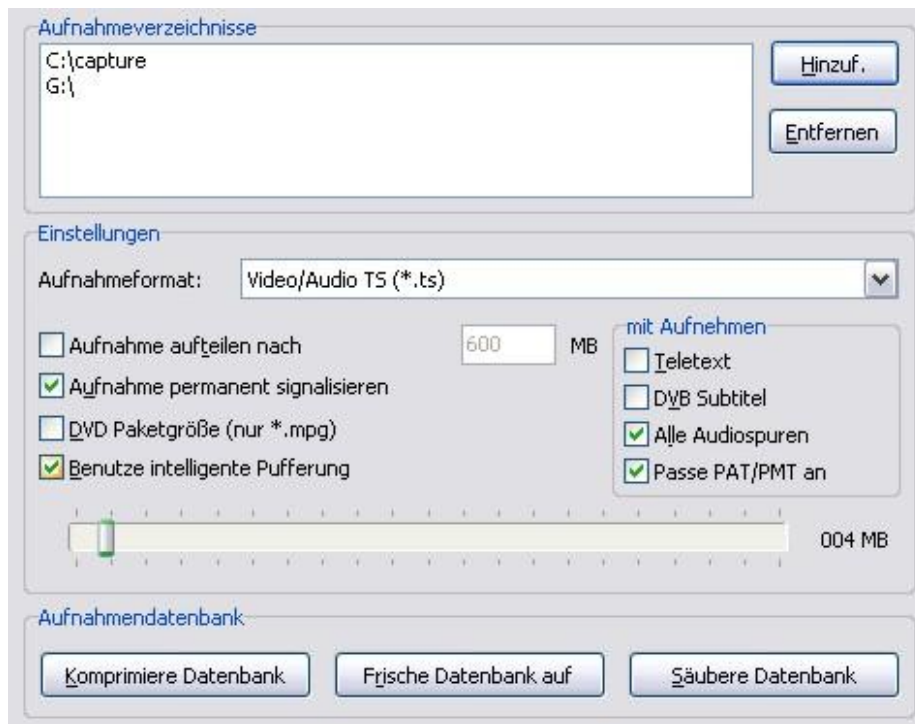 Aufnahmeverzeichnisse
C:\capture
G:\
Hinzuf.
Entfernen
Einstellungen
Aufnahmeformat: Video/Audio TS (*.ts)
Aufnahme aufteilen nach 600 MB
Aufnahme permanent signalisieren
DVD Paketgröße (nur *.mpg)
Benutze intelligente Pufferung
mit Aufnehmen
Teletext
DVB Subtitel
Alle Audiospuren
Passe PAT/PMT an
004 MB
Aufnahmendatenbank
Komprimiere Datenbank Frische Datenbank auf Säubere Datenbank